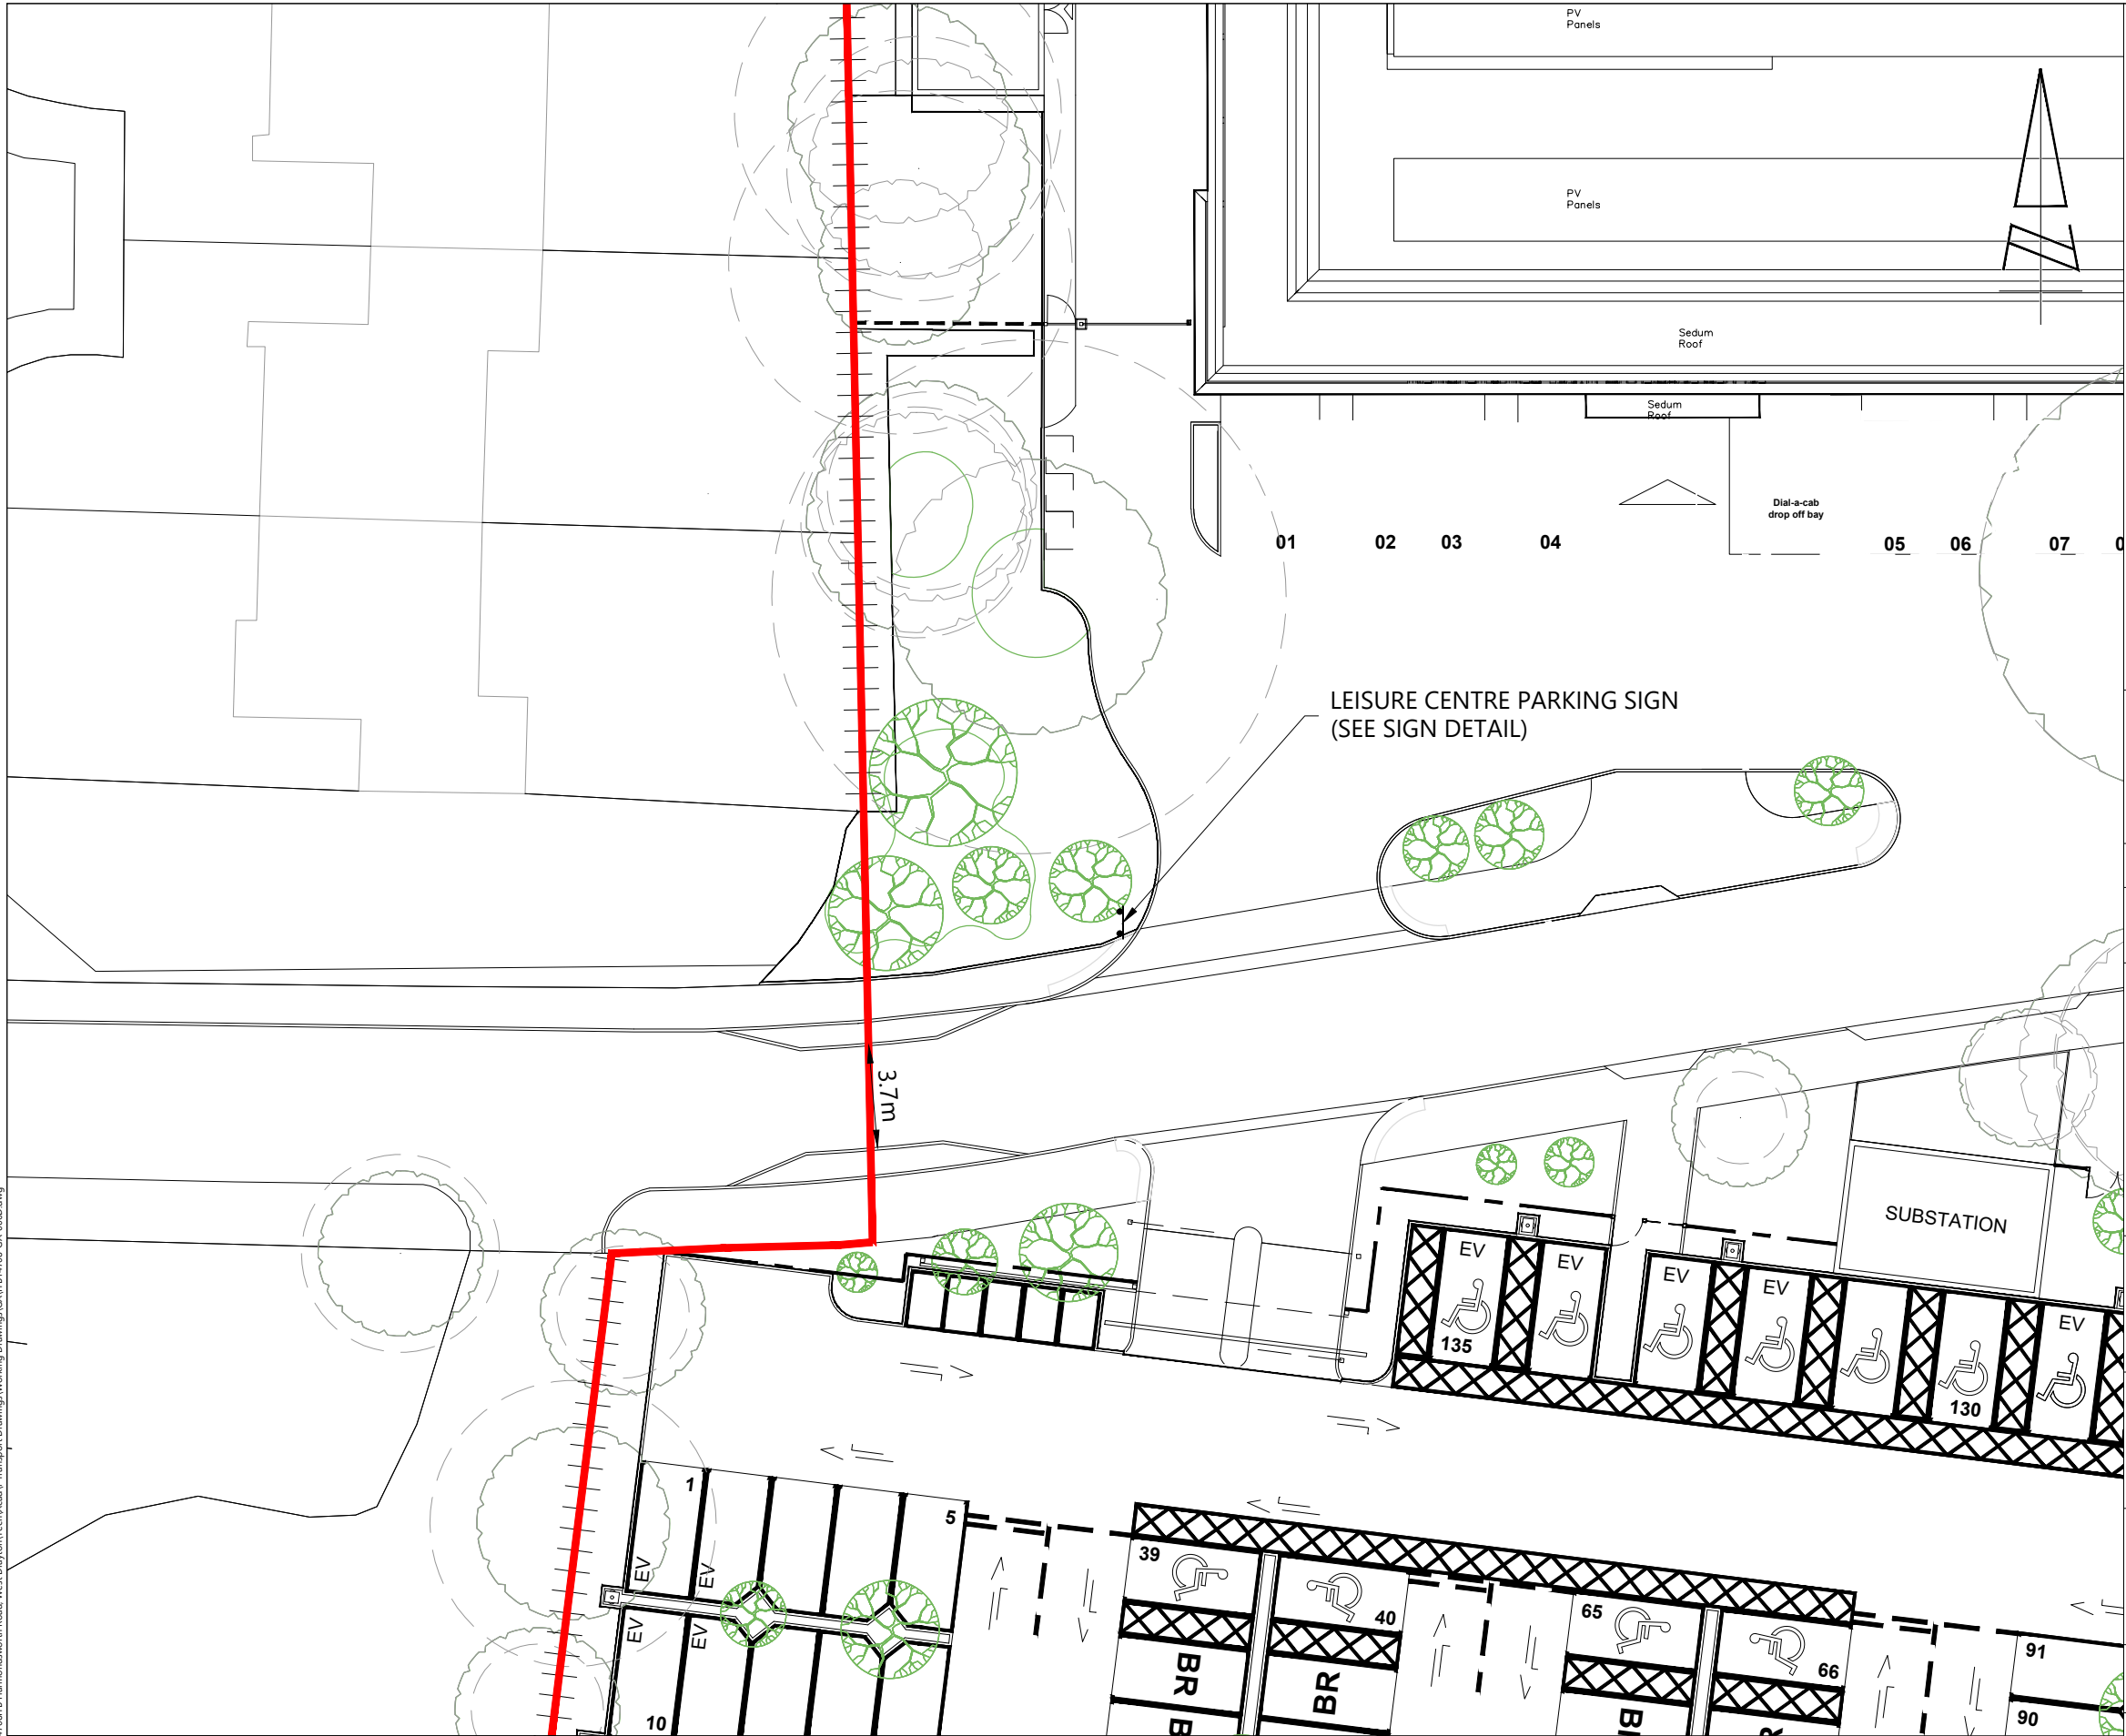 PV
Panels
PV
Panels
N
Sedum
Roof
Sedum
Roof
Dial-a-cab
drop off bay
01 02 03 04 05 06 07
LEISURE CENTRE PARKING SIGN
(SEE SIGN DETAIL)
3.7m
SUBSTATION
EV EV EV EV EV
135
130
1
5
EV EV
EV EV
10
39
40
65
66
91
90
BR
BR